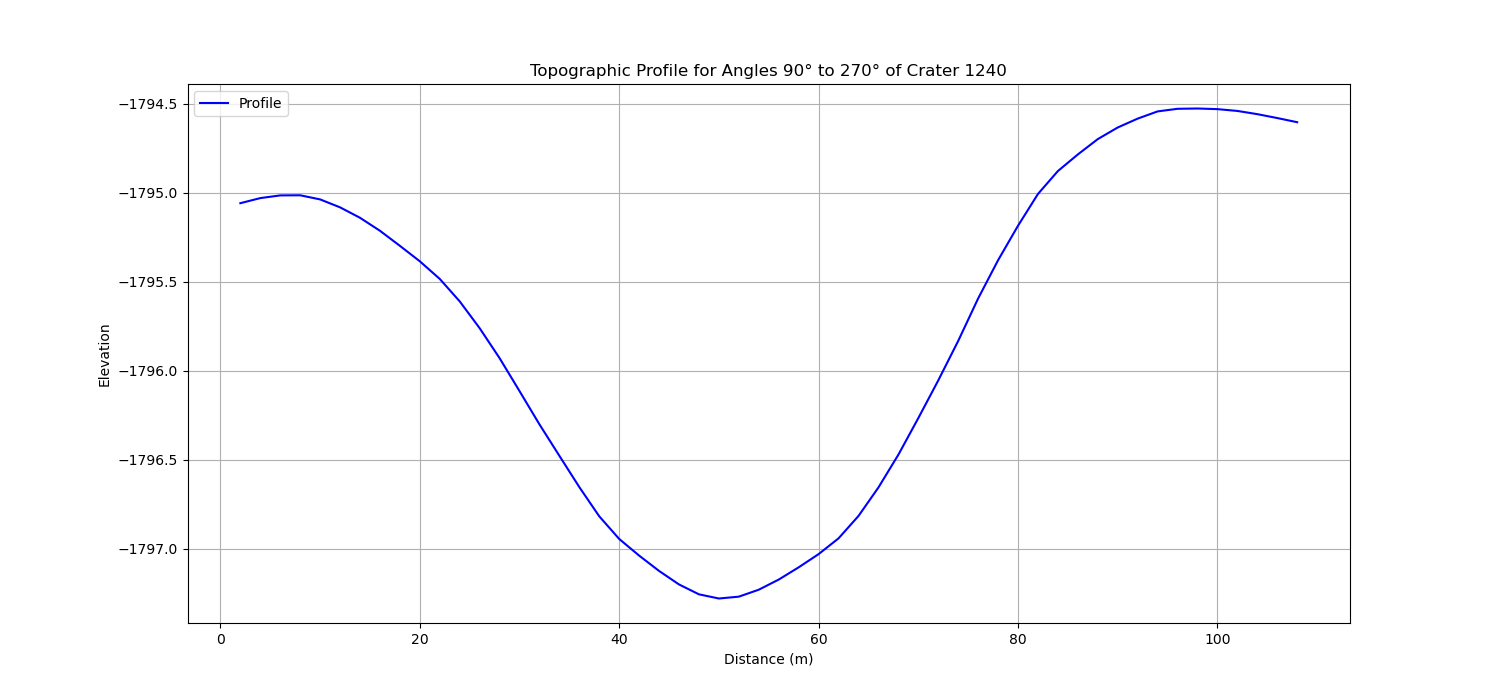 Topographic Profile for Angles 90° to 270° of Crater 1240
Profile
−1794.5
−1795.0
−1795.5
−1796.0
−1796.5
−1797.0
Elevation
0 20 40 60 80 100
Distance (m)